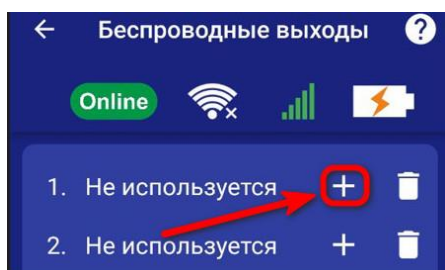 Беспроводные выходы ?
Online
1. Не используется +
2. Не используется +